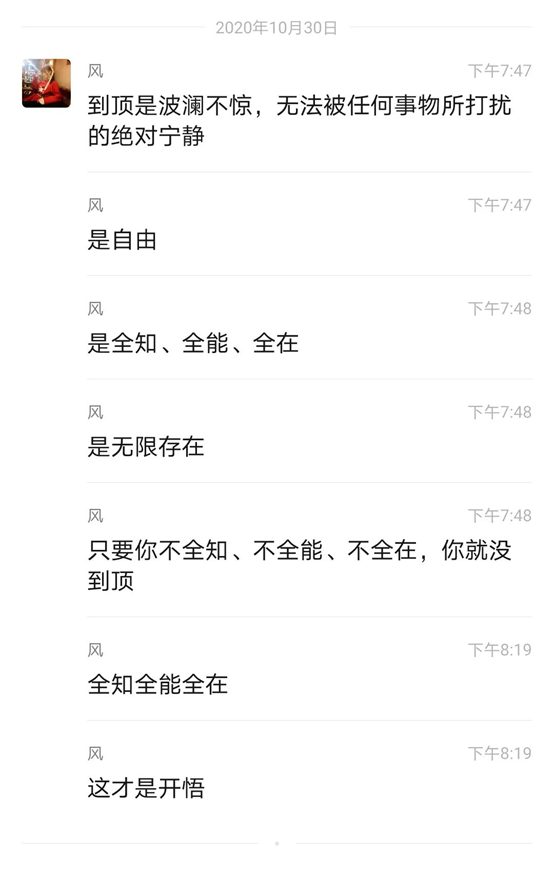 2020年10月30日
风 下午7:47
到顶是波澜不惊，无法被任何事物所打扰
的绝对宁静
风 下午7:47
是自由
风 下午7:48
是全知、全能、全在
风 下午7:48
是无限存在
风 下午7:48
只要你不全知、不全能、不全在，你就没
到顶
风 下午8:19
全知全能全在
风 下午8:19
这才是开悟